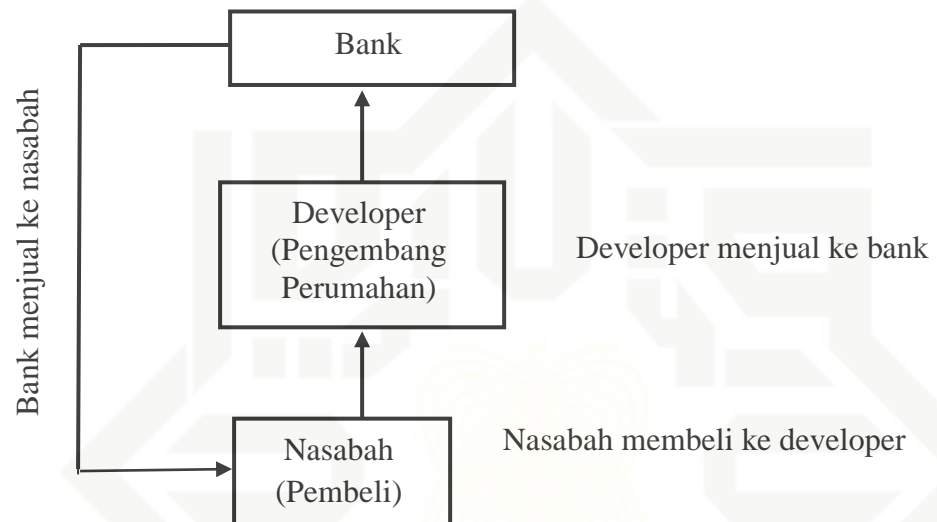 Bank
Bank menjual ke nasabah
Developer
(Pengembang
Perumahan)
Developer menjual ke bank
Nasabah
(Pembeli)
Nasabah membeli ke developer